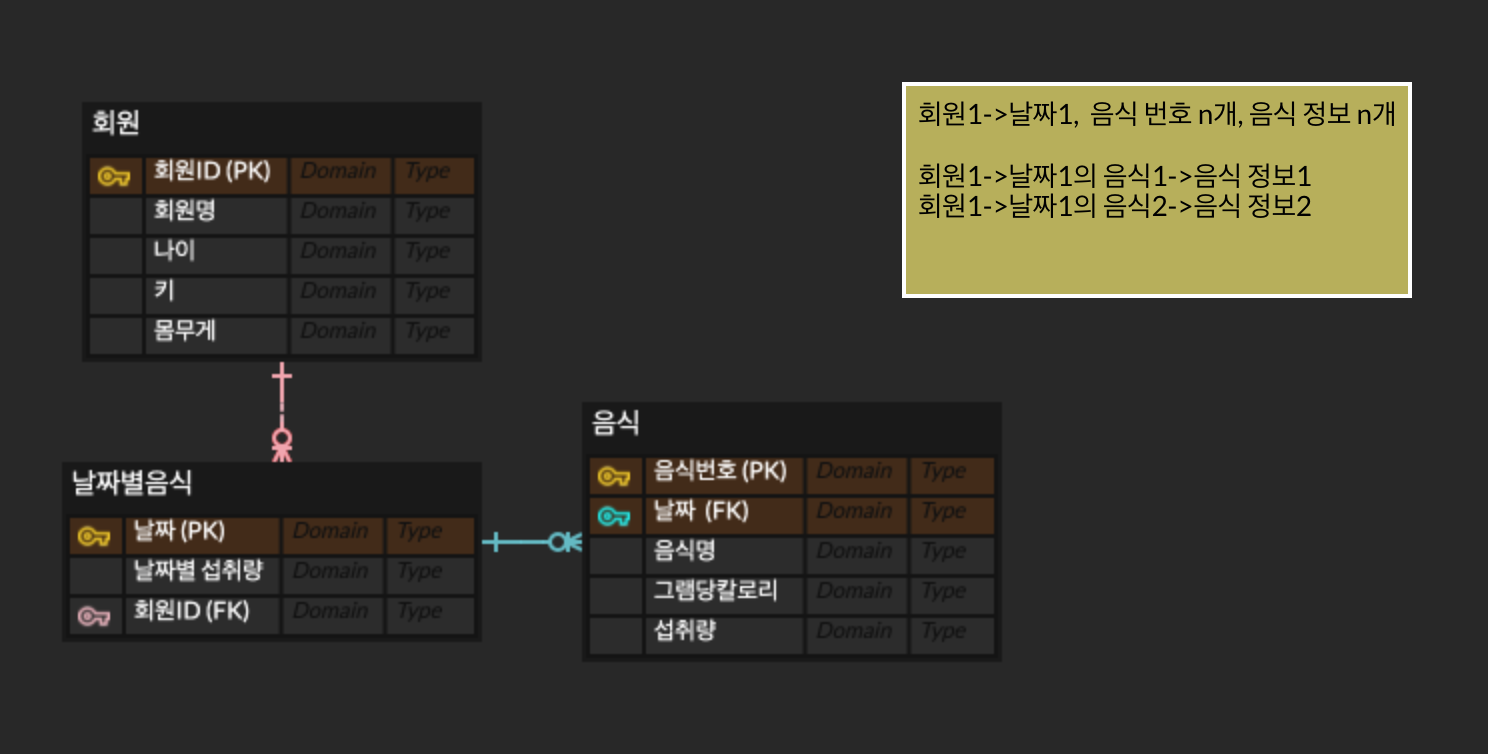 회원
회원ID (PK) Domain Type
회원명 Domain Type
나이 Domain Type
키 Domain Type
몸무게 Domain Type
회원1->날짜1, 음식 번호 n개, 음식 정보 n개
회원1->날짜1의 음식1->음식 정보1
회원1->날짜1의 음식2->음식 정보2
날짜별음식
날짜 (PK) Domain Type
날짜별 섭취량 Domain Type
회원ID (FK) Domain Type
음식
음식번호 (PK) Domain Type
날짜 (FK) Domain Type
음식명 Domain Type
그램당칼로리 Domain Type
섭취량 Domain Type